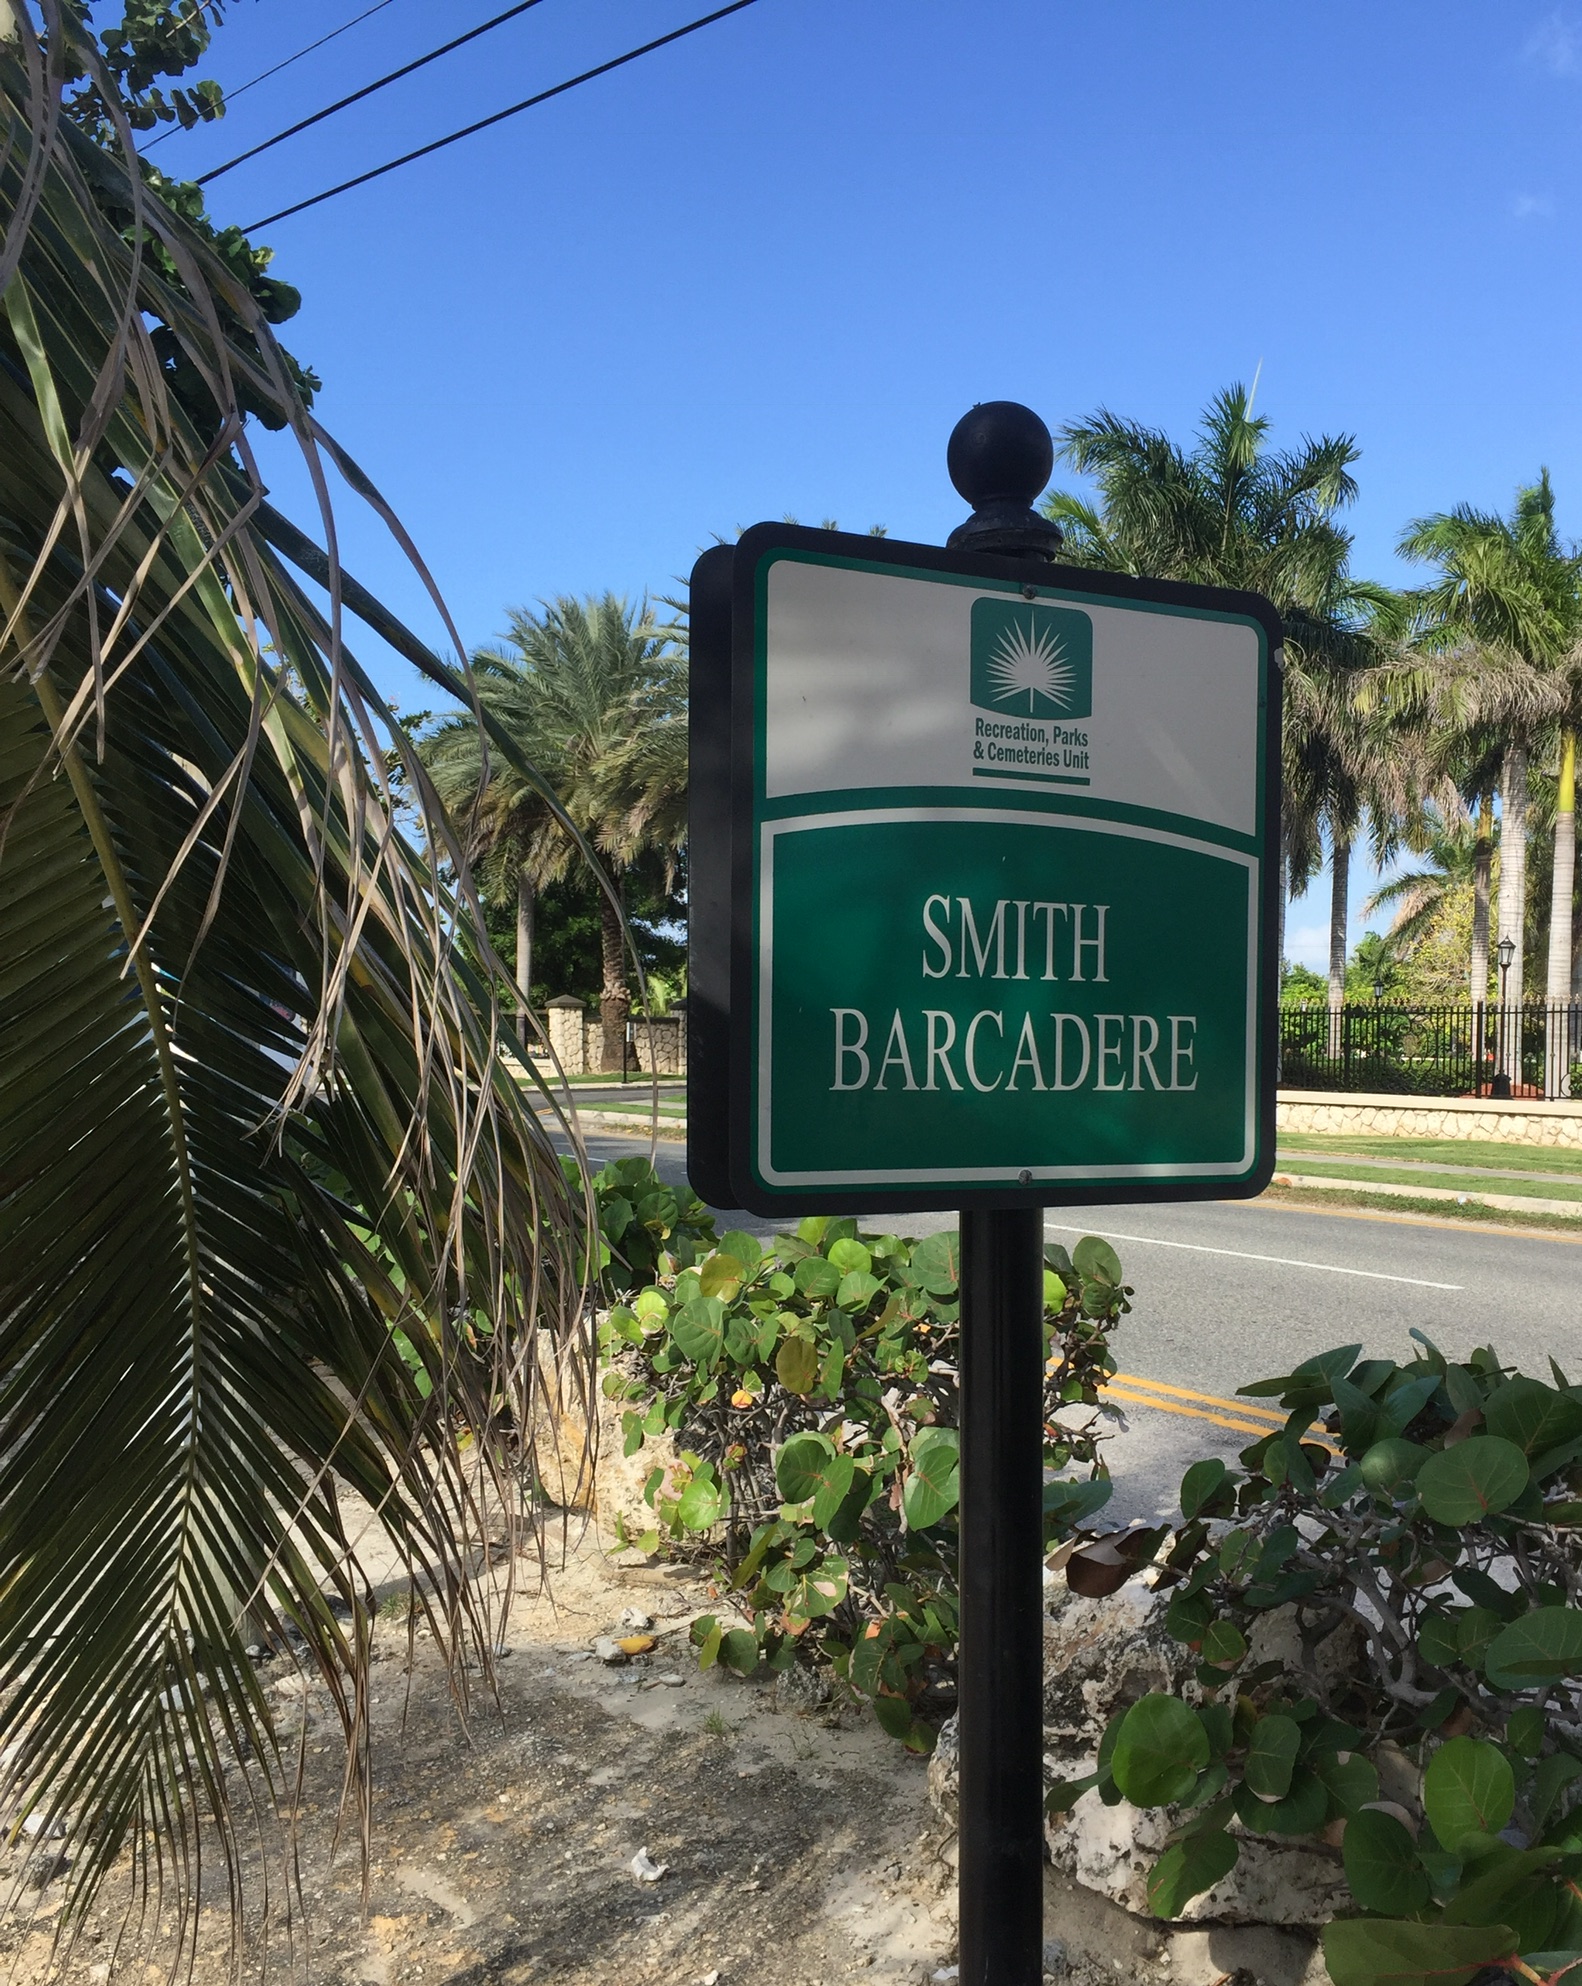 Recreation, Parks
& Cemeteries Unit
SMITH
BARCADERE